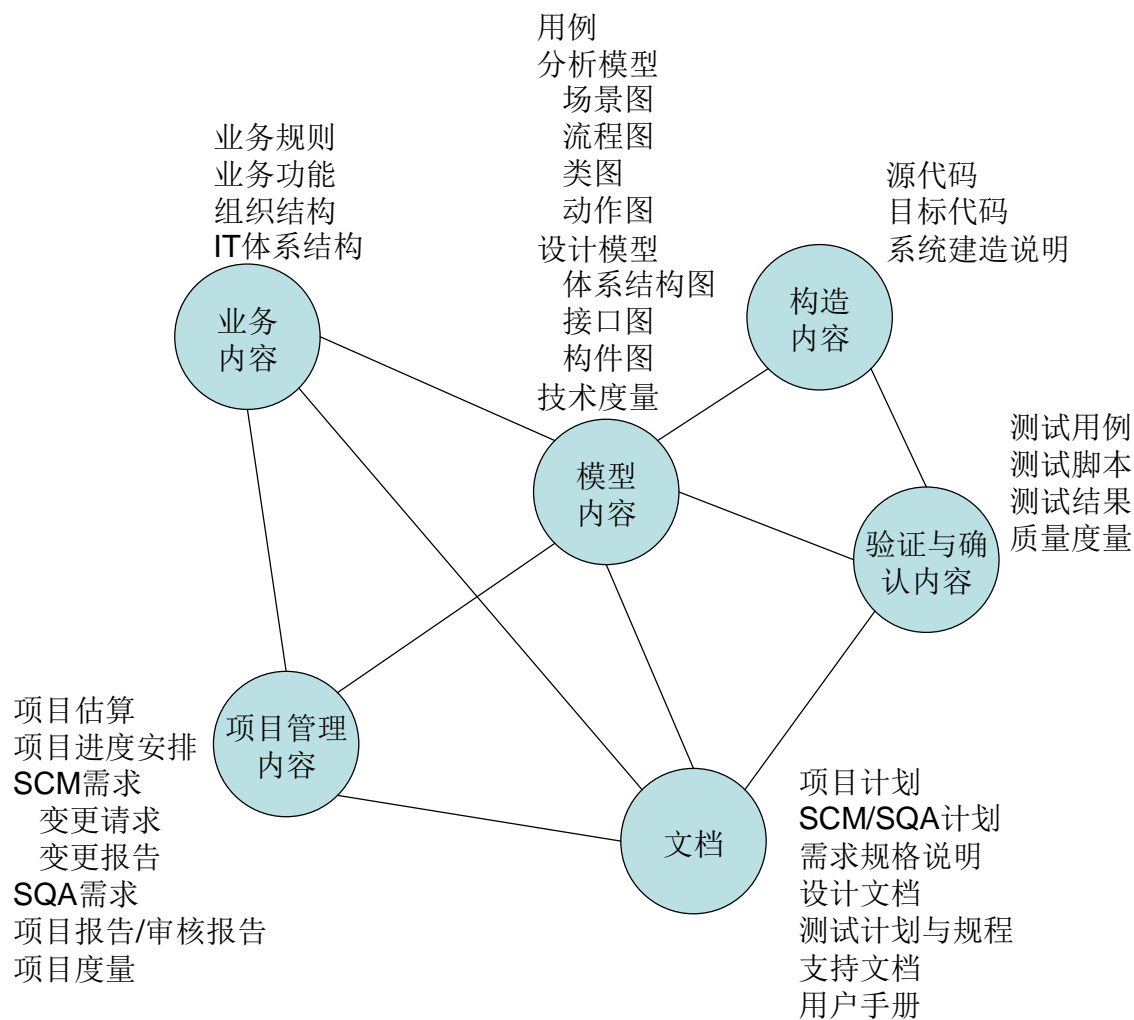 用例
分析模型
场景图
流程图
类图
动作图
设计模型
体系结构图
接口图
构件图
技术度量
业务规则
业务功能
组织结构
IT体系结构
源代码
目标代码
系统建造说明
业务
内容
构造
内容
模型
内容
测试用例
测试脚本
测试结果
质量度量
验证与确
认内容
项目估算
项目进度安排
SCM需求
变更请求
变更报告
SQA需求
项目报告/审核报告
项目度量
项目管理
内容
文档
项目计划
SCM/SQA计划
需求规格说明
设计文档
测试计划与规程
支持文档
用户手册